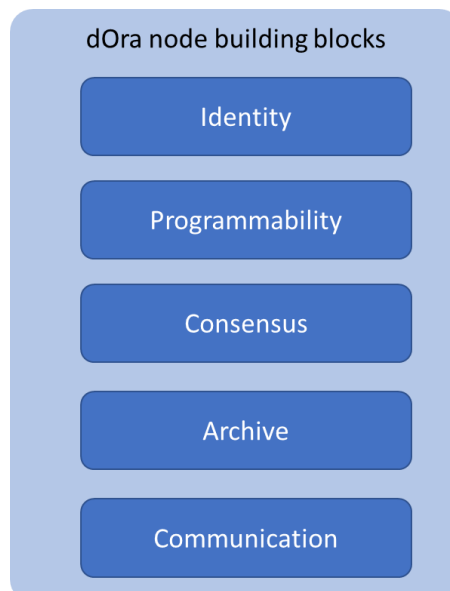 dOra node building blocks
Identity
Programmability
Consensus
Archive
Communication